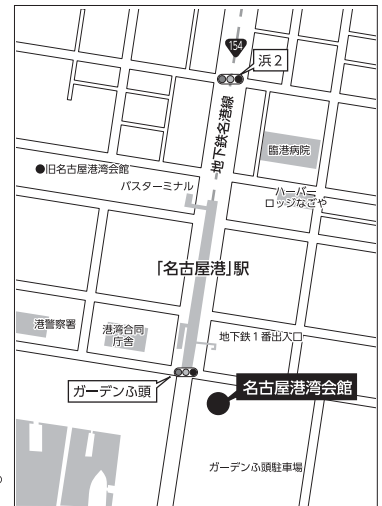 154
浜2
地下鉄名港線
臨港病院
●旧名古屋港湾会館
バスターミナル
ハーバー
ロッジなごや
「名古屋港」駅
港警察署
港湾合同
庁舎
地下鉄1番出入口
ガーデンふ頭
名古屋港湾会館
ガーデンふ頭駐車場